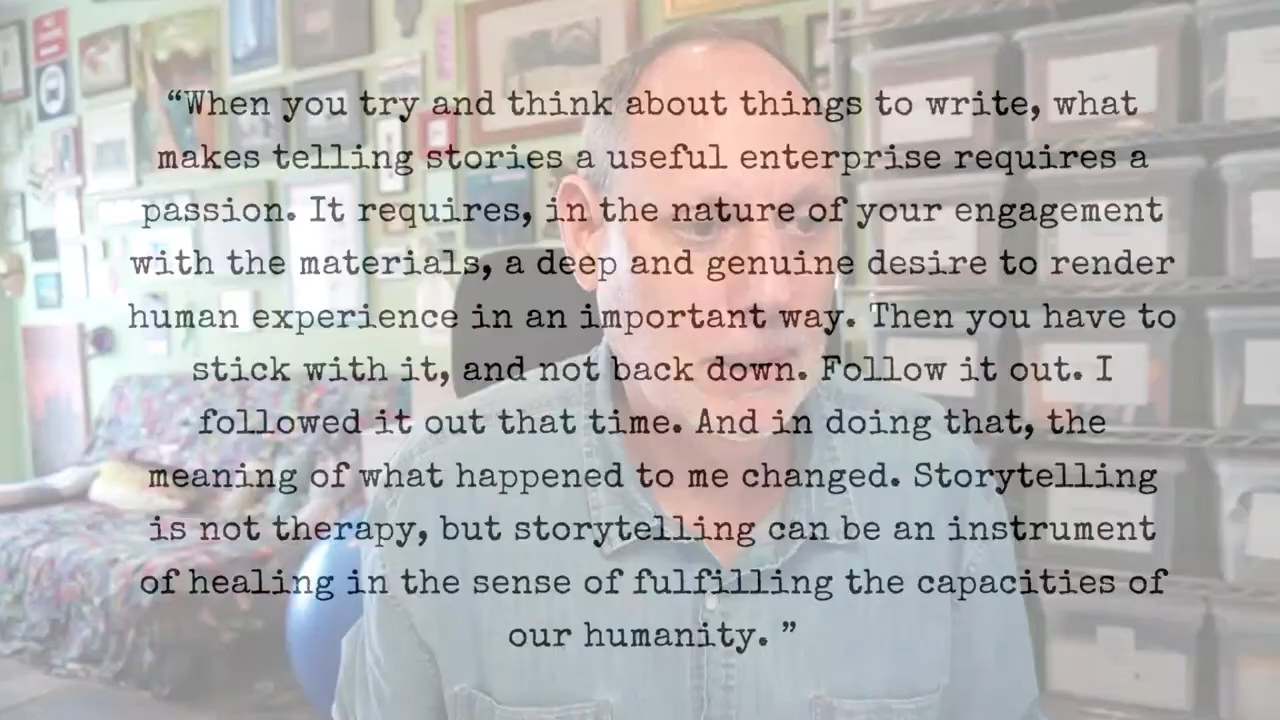 “When you try and think about things to write, what
makes telling stories a useful enterprise requires a
passion. It requires, in the nature of your engagement
with the materials, a deep and genuine desire to render
human experience in an important way. Then you have to
stick with it, and not back down. Follow it out. I
followed it out that time. And in doing that, the
meaning of what happened to me changed. Storytelling
is not therapy, but storytelling can be an instrument
of healing in the sense of fulfilling the capacities of
our humanity. ”